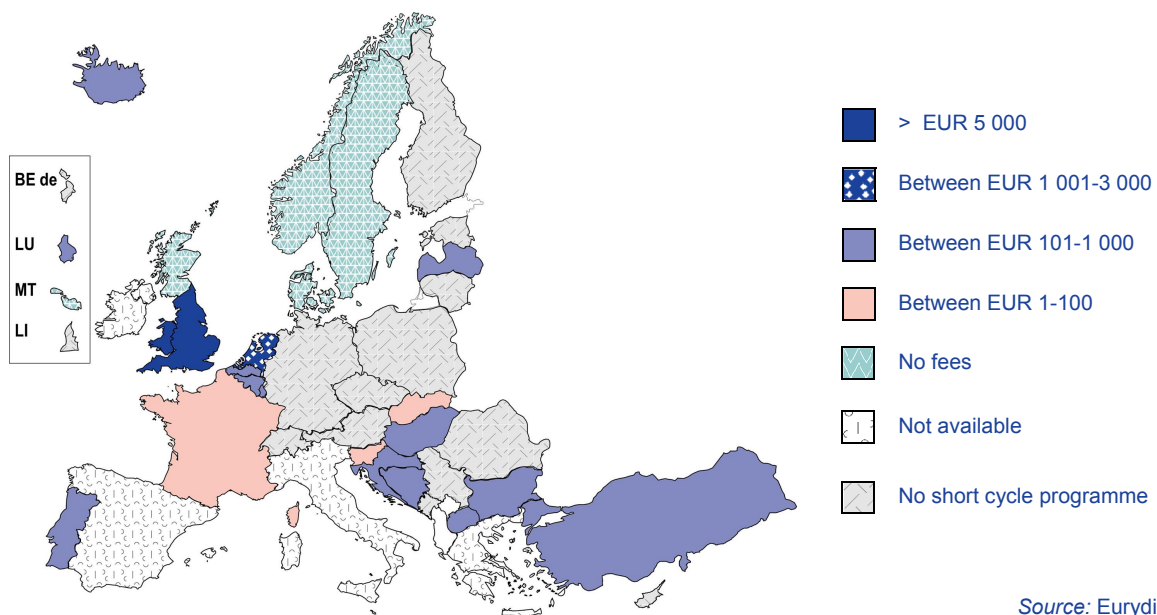 BE de
LU
MT
LI
> EUR 5 000
Between EUR 1 001-3 000
Between EUR 101-1 000
Between EUR 1-100
No fees
Not available
No short cycle programme
Source: Eurydi